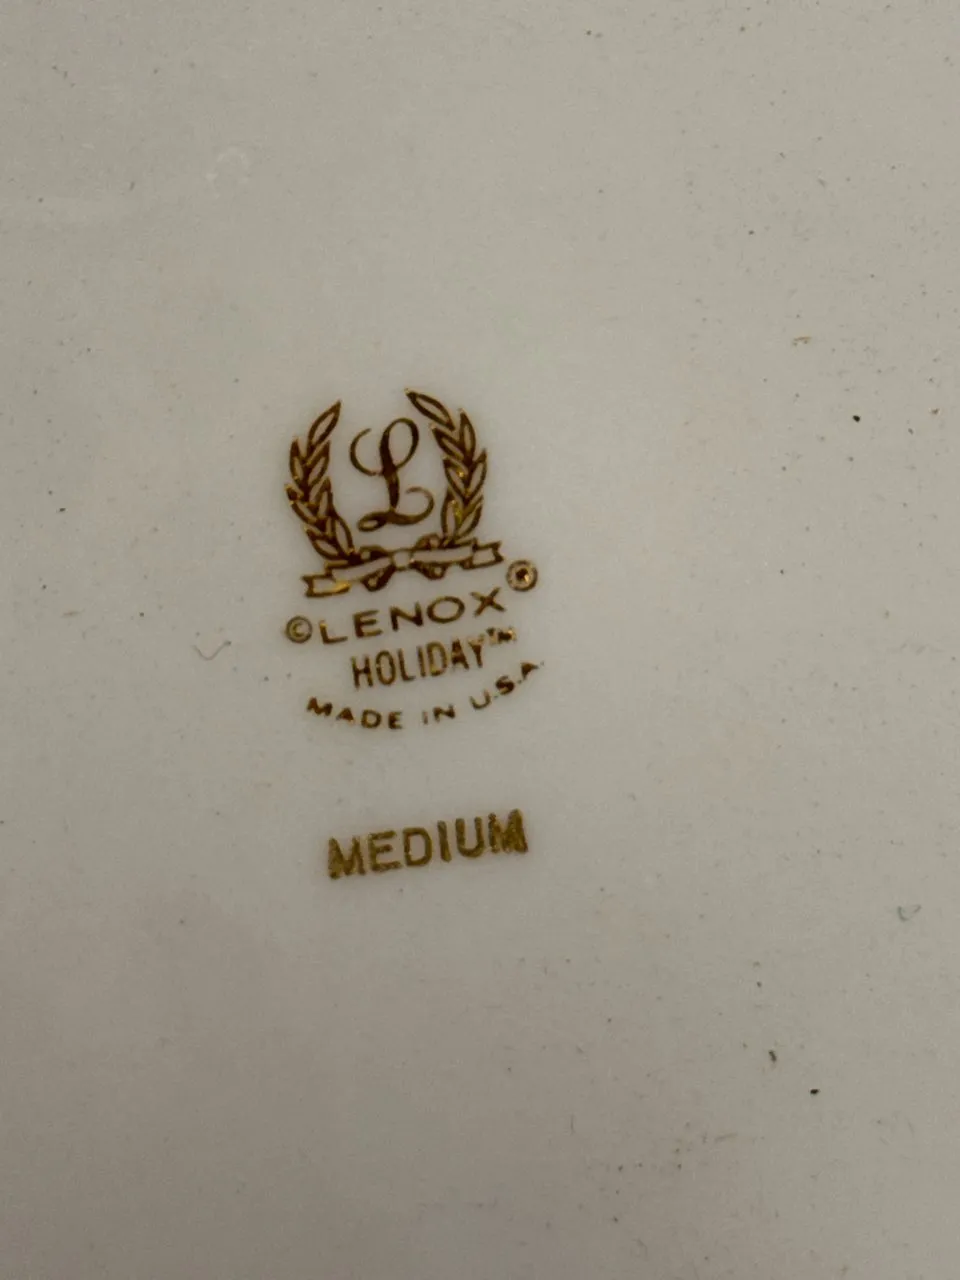 L
© LENOX ®
HOLIDAY™
MADE IN U.S.A.
MEDIUM